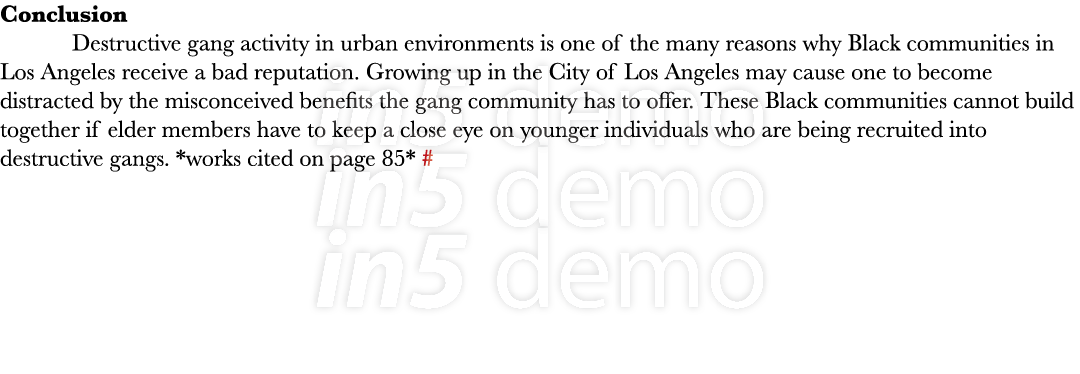 Conclusion
Destructive gang activity in urban environments is one of the many reasons why Black communities in
Los Angeles receive a bad reputation. Growing up in the City of Los Angeles may cause one to become
distracted by the misconceived benefits the gang community has to offer. These Black communities cannot build
together if elder members have to keep a close eye on younger individuals who are being recruited into
destructive gangs. *works cited on page 85* #
in5 demo
in5 demo
in5 demo